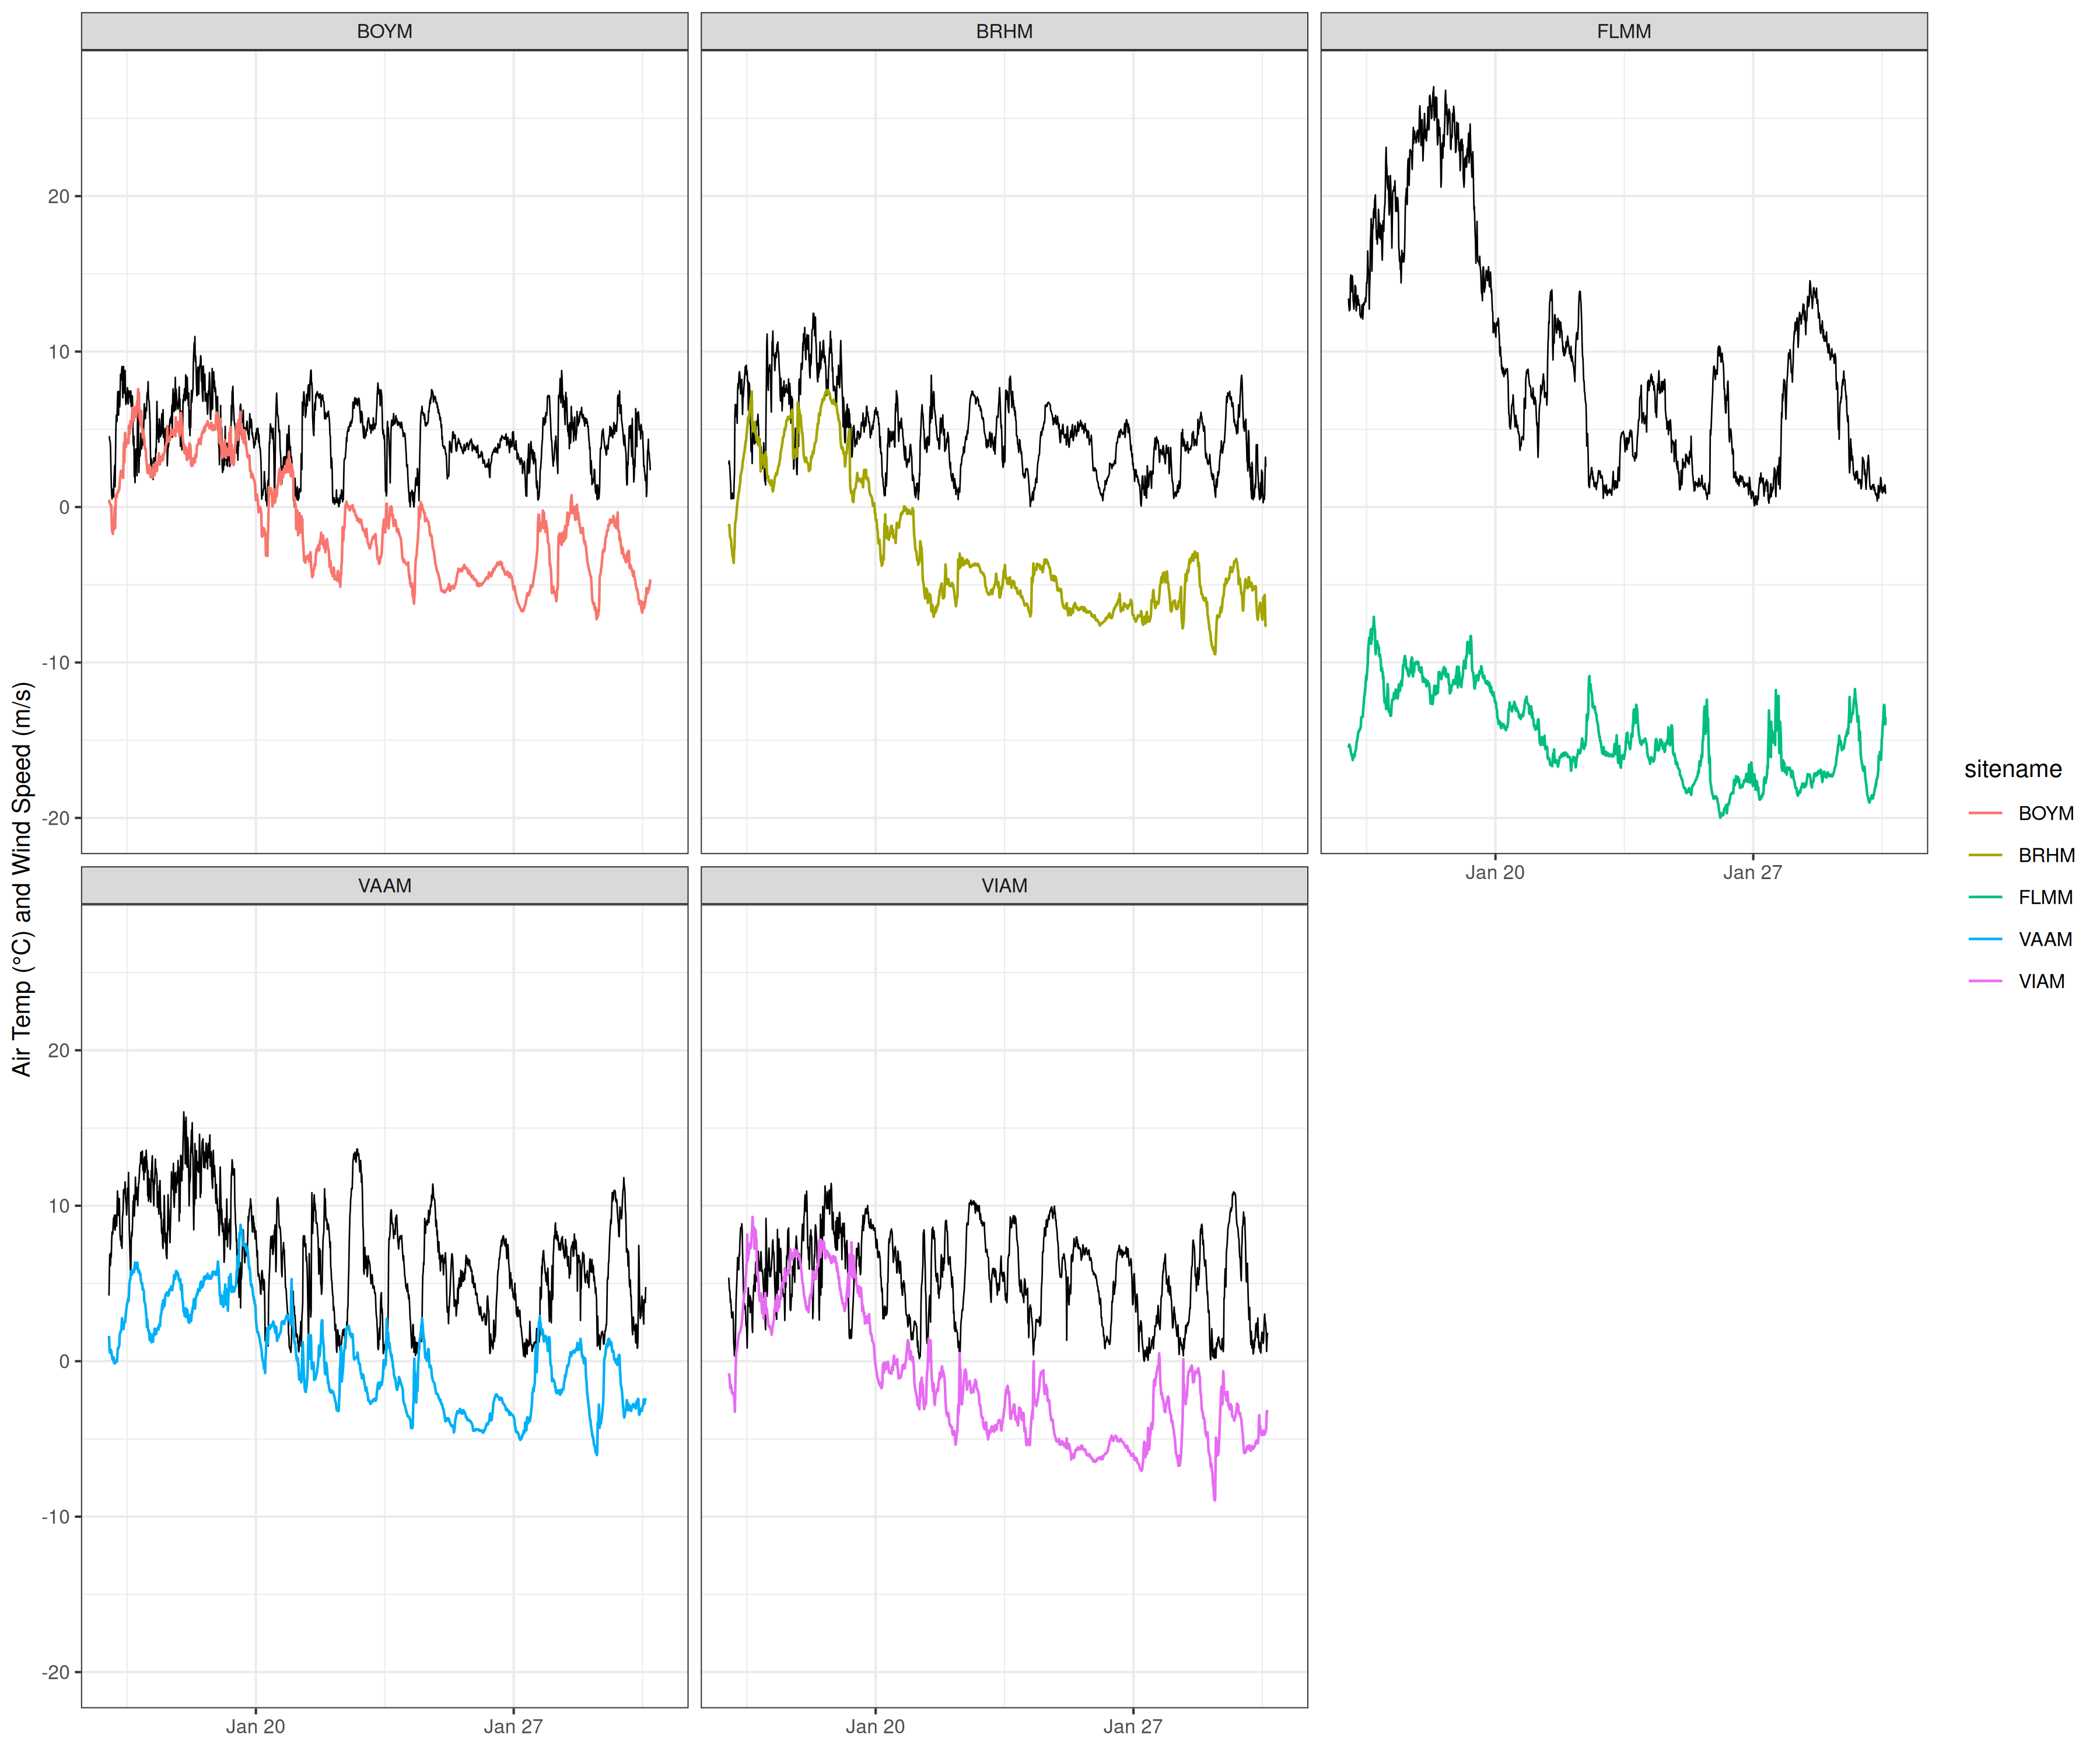 BOYM
BRHM
FLMM
20
10
0
-10
-20
Jan 20
Jan 27
VAAM
VIAM
20
10
0
-10
-20
Jan 20
Jan 27
Jan 20
Jan 27
Air Temp (°C) and Wind Speed (m/s)
sitename
BOYM
BRHM
FLMM
VAAM
VIAM